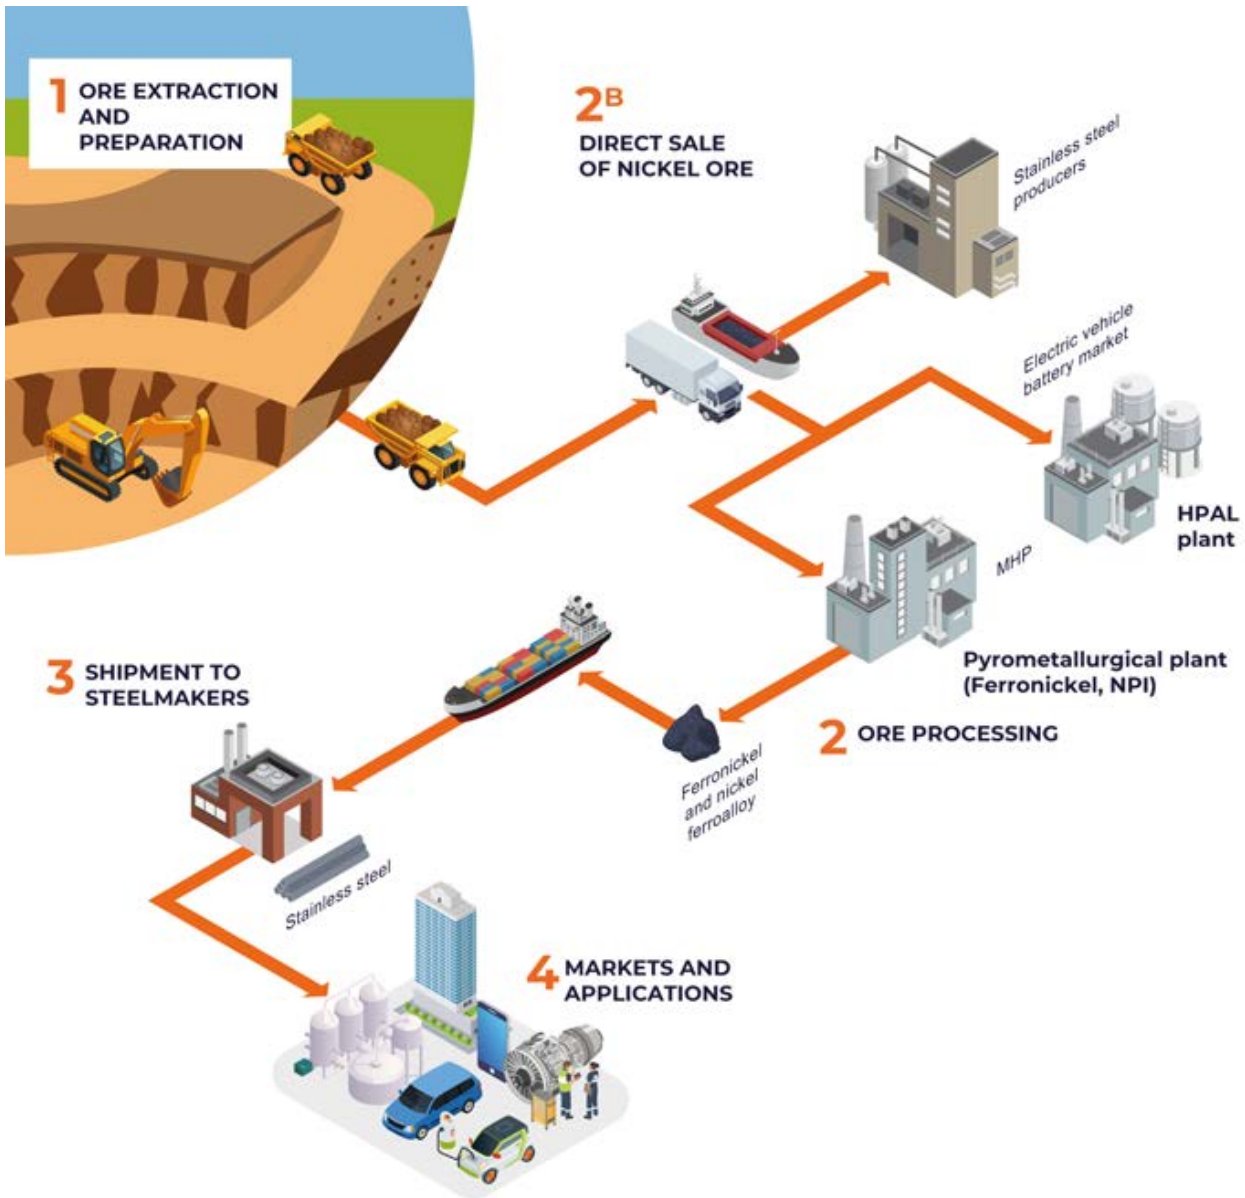 1 ORE EXTRACTION
AND
PREPARATION
2B
DIRECT SALE
OF NICKEL ORE
Stainless steel
producers
Electric vehicle
battery market
HPAL
plant
MHP
Pyrometallurgical plant
(Ferronickel, NPI)
2 ORE PROCESSING
Ferronickel
and nickel
ferroalloy
3 SHIPMENT TO
STEELMAKERS
Stainless steel
4 MARKETS AND
APPLICATIONS